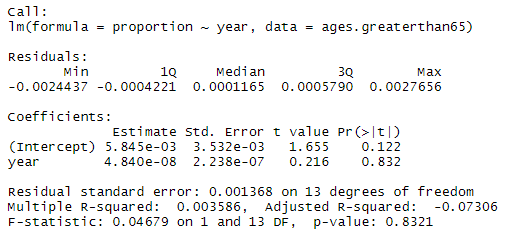 Call:
lm(formula = proportion ~ year, data = ages.greaterthan65)
Residuals:
Min 1Q Median 3Q Max
-0.0024437 -0.0004221 0.0001165 0.0005790 0.0027656
Coefficients:
Estimate Std. Error t value Pr(>|t|)
(Intercept) 5.845e-03 3.532e-03 1.655 0.122
year 4.840e-08 2.238e-07 0.216 0.832
Residual standard error: 0.001368 on 13 degrees of freedom
Multiple R-squared: 0.003586, Adjusted R-squared: -0.07306
F-statistic: 0.04679 on 1 and 13 DF, p-value: 0.8321